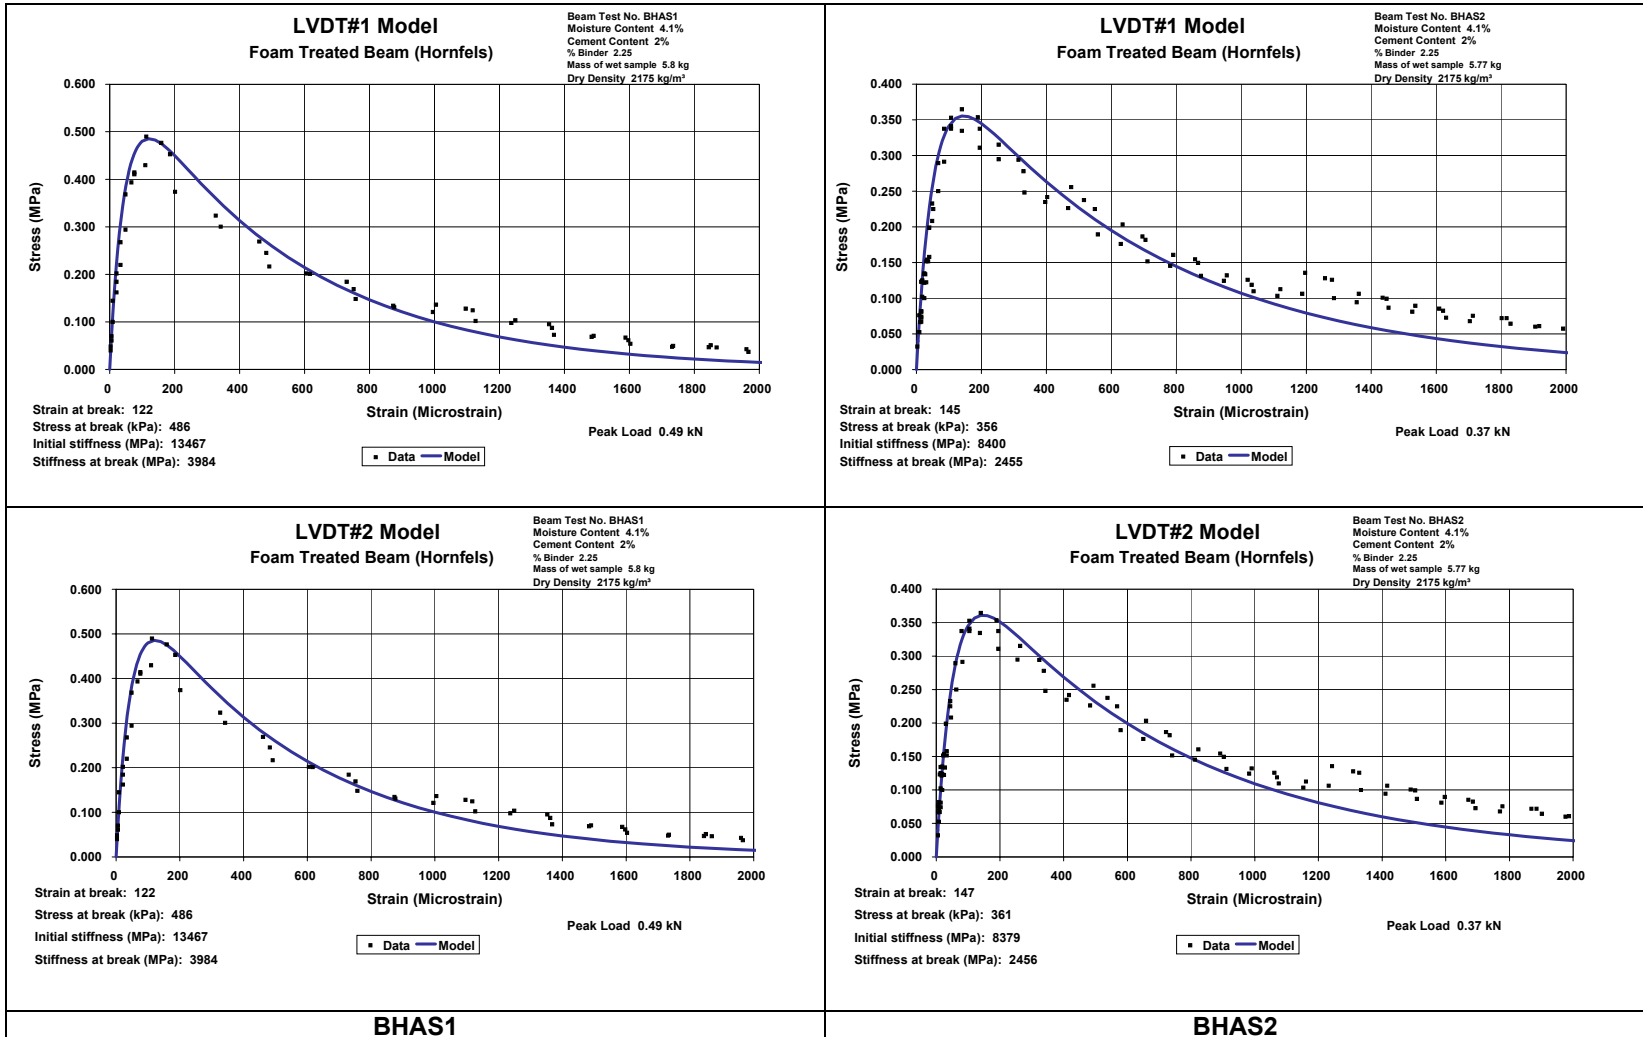 LVDT#1 Model
Foam Treated Beam (Hornfels)
Beam Test No. BHAS1
Moisture Content 4.1%
Cement Content 2%
% Binder 2.25
Mass of wet sample 5.8 kg
Dry Density 2175 kg/m³
0.600
0.500
0.400
0.300
0.200
0.100
0.000
Stress (MPa)
0 200 400 600 800 1000 1200 1400 1600 1800 2000
Strain (Microstrain)
Strain at break: 122
Stress at break (kPa): 486
Initial stiffness (MPa): 13467
Stiffness at break (MPa): 3984
Peak Load 0.49 kN
Data Model
LVDT#1 Model
Foam Treated Beam (Hornfels)
Beam Test No. BHAS2
Moisture Content 4.1%
Cement Content 2%
% Binder 2.25
Mass of wet sample 5.77 kg
Dry Density 2175 kg/m³
0.400
0.350
0.300
0.250
0.200
0.150
0.100
0.050
0.000
Stress (MPa)
0 200 400 600 800 1000 1200 1400 1600 1800 2000
Strain (Microstrain)
Strain at break: 145
Stress at break (kPa): 356
Initial stiffness (MPa): 8400
Stiffness at break (MPa): 2455
Peak Load 0.37 kN
Data Model
LVDT#2 Model
Foam Treated Beam (Hornfels)
Beam Test No. BHAS1
Moisture Content 4.1%
Cement Content 2%
% Binder 2.25
Mass of wet sample 5.8 kg
Dry Density 2175 kg/m³
0.600
0.500
0.400
0.300
0.200
0.100
0.000
Stress (MPa)
0 200 400 600 800 1000 1200 1400 1600 1800 2000
Strain (Microstrain)
Strain at break: 122
Stress at break (kPa): 486
Initial stiffness (MPa): 13467
Stiffness at break (MPa): 3984
Peak Load 0.49 kN
Data Model
LVDT#2 Model
Foam Treated Beam (Hornfels)
Beam Test No. BHAS2
Moisture Content 4.1%
Cement Content 2%
% Binder 2.25
Mass of wet sample 5.77 kg
Dry Density 2175 kg/m³
0.400
0.350
0.300
0.250
0.200
0.150
0.100
0.050
0.000
Stress (MPa)
0 200 400 600 800 1000 1200 1400 1600 1800 2000
Strain (Microstrain)
Strain at break: 147
Stress at break (kPa): 361
Initial stiffness (MPa): 8379
Stiffness at break (MPa): 2456
Peak Load 0.37 kN
Data Model
BHAS1
BHAS2